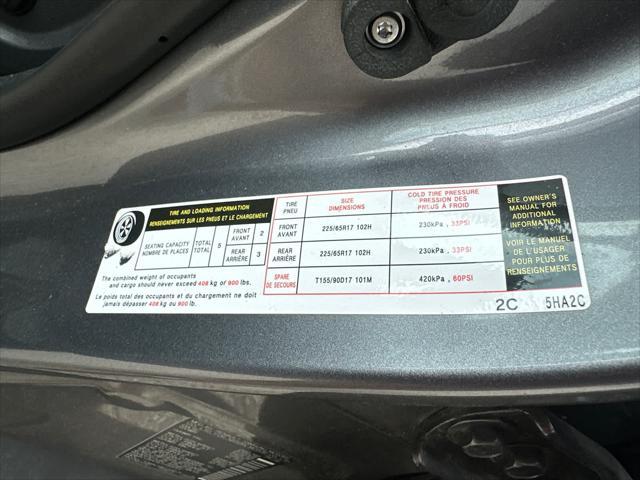 TIRE AND LOADING INFORMATION
RENSEIGNEMENTS SUR LES PNEUS ET LE CHARGEMENT
SEATING CAPACITY
NOMBRE DE PLACES
TOTAL
TOTAL
5
FRONT
AVANT
2
REAR
ARRIÈRE
3
The combined weight of occupants
and cargo should never exceed 408 kg or 900 lbs.
Le poids total des occupants et du chargement ne doit
jamais dépasser 408 kg ou 900 lb.
TIRE
PNEU
SIZE
DIMENSIONS
COLD TIRE PRESSURE
PRESSION DES
PNEUS À FROID
FRONT
AVANT
225/65R17 102H
230kPa , 33PSI
REAR
ARRIÈRE
225/65R17 102H
230kPa , 33PSI
SPARE
DE SECOURS
T155/90D17 101M
420kPa , 60PSI
SEE OWNER'S
MANUAL FOR
ADDITIONAL
INFORMATION
VOIR LE MANUEL
DE L'USAGER
POUR PLUS DE
RENSEIGNEMENTS
2C 5HA2C